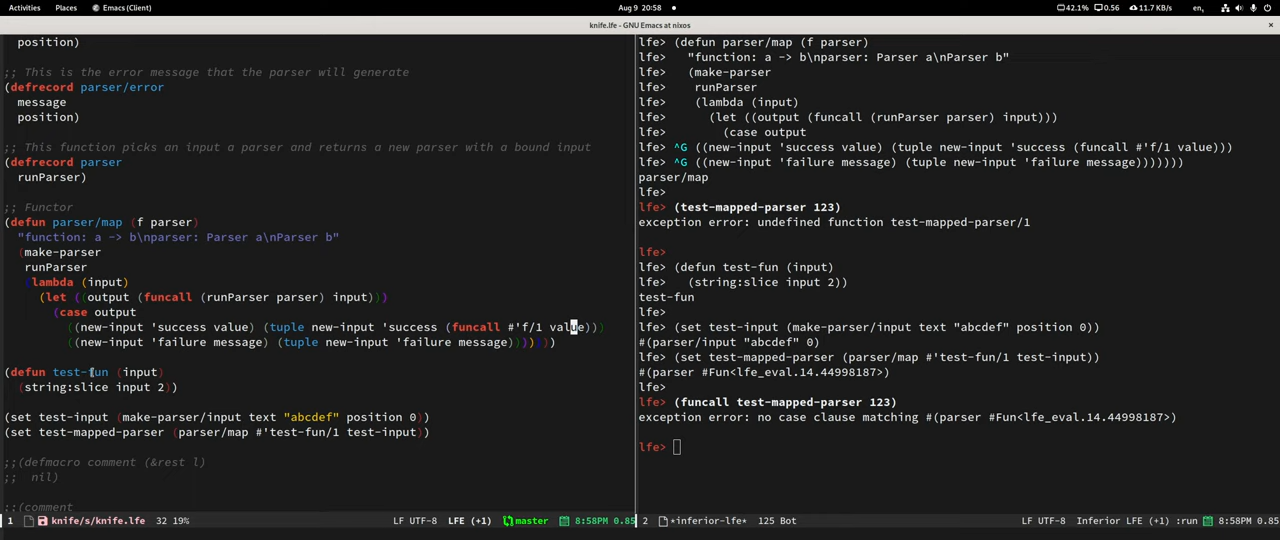 Activities Places Emacs (Client) Aug 9 20:58 42.1% 0.56 11.7 KB/s en,
knife.lfe - GNU Emacs at nixos ×
position)
;; This is the error message that the parser will generate
(defrecord parser/error
message
position)
;; This function picks an input a parser and returns a new parser with a bound input
(defrecord parser
runParser)
;; Functor
(defun parser/map (f parser)
"function: a -> b\nparser: Parser a\nParser b"
(make-parser
runParser
(lambda (input)
(let ((output (funcall (runParser parser) input)))
(case output
((new-input 'success value) (tuple new-input 'success (funcall #'f/1 value)))
((new-input 'failure message) (tuple new-input 'failure message)))))))
(defun test-fun (input)
(string:slice input 2))
(set test-input (make-parser/input text "abcdef" position 0))
(set test-mapped-parser (parser/map #'test-fun/1 test-input))
;;(defmacro comment (&rest l)
;; nil)
;;(comment
1 knife/s/knife.lfe 32 19% LF UTF-8 LFE (+1) master 8:58PM 0.85
lfe> (defun parser/map (f parser)
lfe> "function: a -> b\nparser: Parser a\nParser b"
lfe> (make-parser
lfe> runParser
lfe> (lambda (input)
lfe> (let ((output (funcall (runParser parser) input)))
lfe> (case output
lfe> ^G ((new-input 'success value) (tuple new-input 'success (funcall #'f/1 value)))
lfe> ^G ((new-input 'failure message) (tuple new-input 'failure message)))))))
parser/map
lfe>
lfe> (test-mapped-parser 123)
exception error: undefined function test-mapped-parser/1
lfe>
lfe> (defun test-fun (input)
lfe> (string:slice input 2))
test-fun
lfe>
lfe> (set test-input (make-parser/input text "abcdef" position 0))
#(parser/input "abcdef" 0)
lfe> (set test-mapped-parser (parser/map #'test-fun/1 test-input))
#(parser #Fun<lfe_eval.14.44998187>)
lfe>
lfe> (funcall test-mapped-parser 123)
exception error: no case clause matching #(parser #Fun<lfe_eval.14.44998187>)
lfe>
2 *inferior-lfe* 125 Bot LF UTF-8 Inferior LFE (+1) :run 8:58PM 0.85